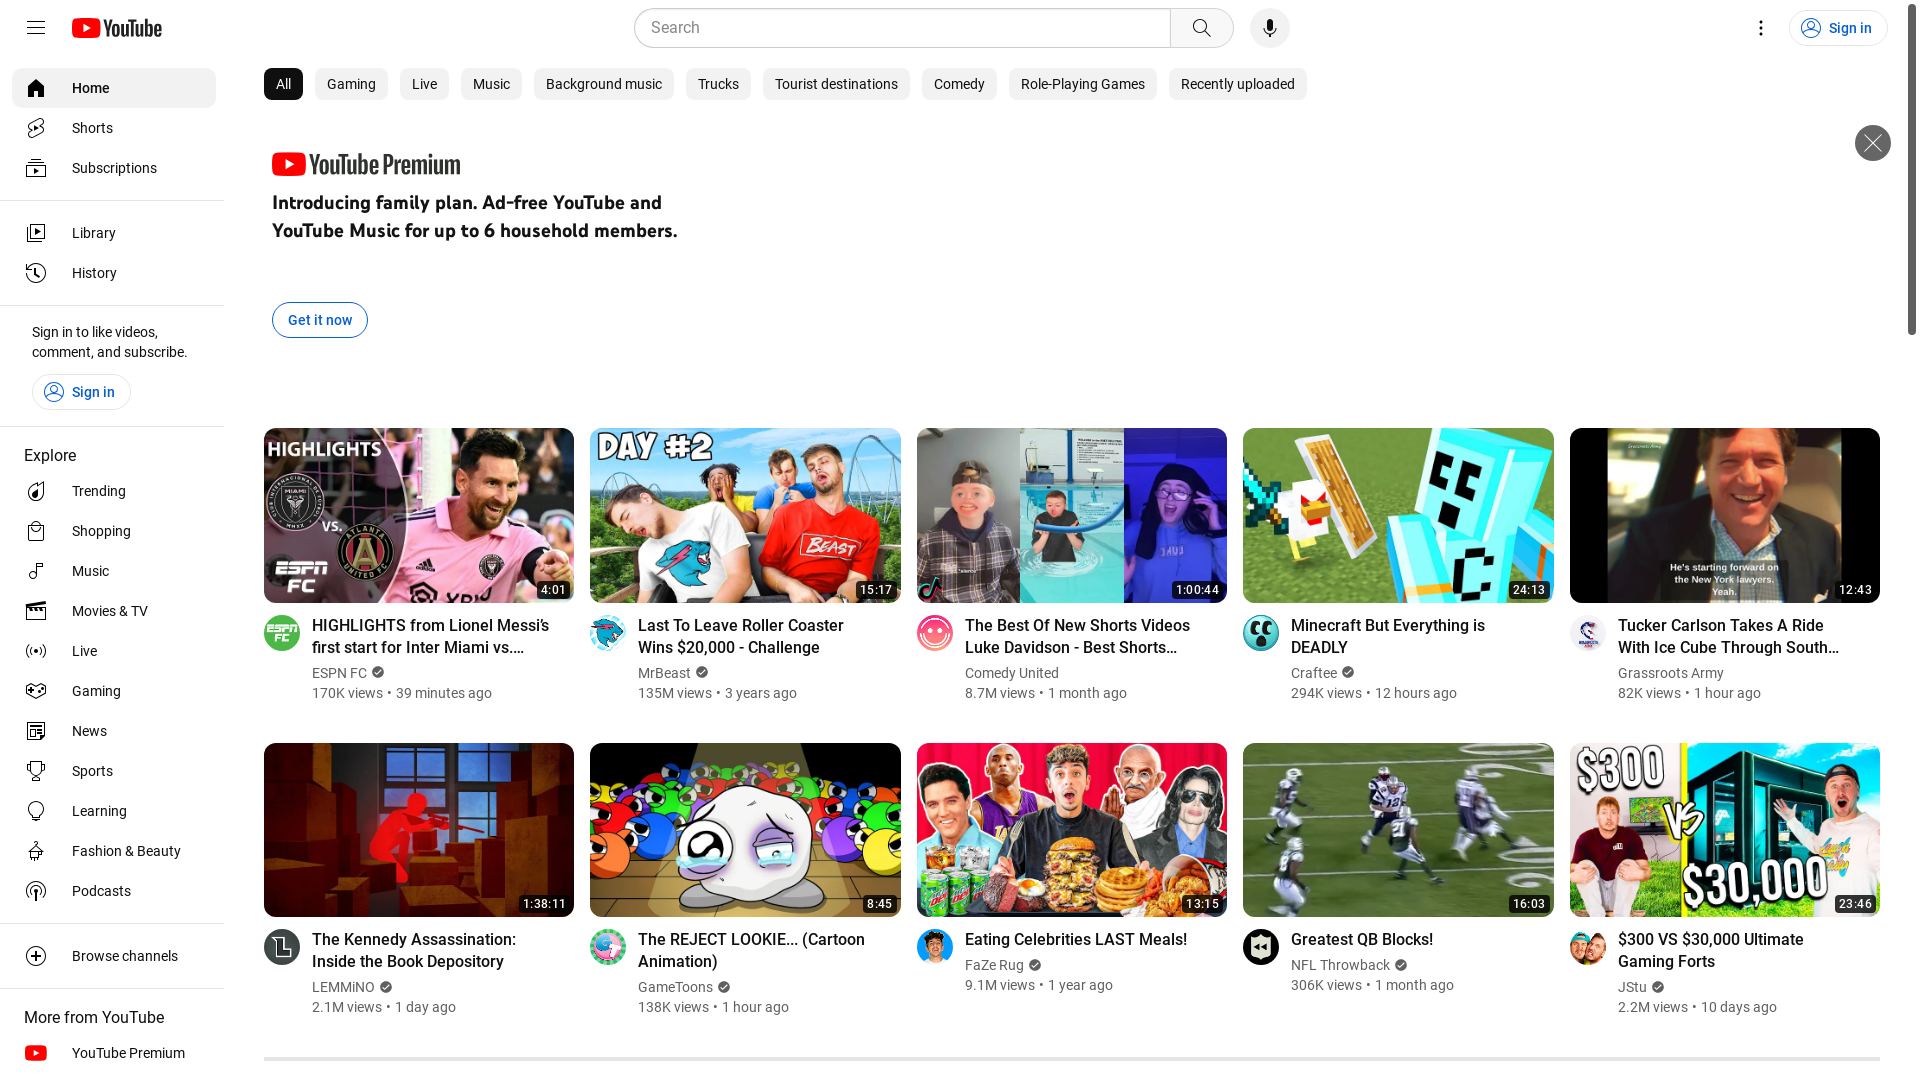 YouTube
Search
Sign in
Home
Shorts
Subscriptions
Library
History
Sign in to like videos,
comment, and subscribe.
Sign in
Explore
Trending
Shopping
Music
Movies & TV
Live
Gaming
News
Sports
Learning
Fashion & Beauty
Podcasts
Browse channels
More from YouTube
YouTube Premium
All
Gaming
Live
Music
Background music
Trucks
Tourist destinations
Comedy
Role-Playing Games
Recently uploaded
YouTube Premium
Introducing family plan. Ad-free YouTube and
YouTube Music for up to 6 household members.
Get it now
HIGHLIGHTS
MIAMI
VS.
ATLANTA
UNITED FC
ESPN
FC
4:01
ESPN
FC
HIGHLIGHTS from Lionel Messi's
first start for Inter Miami vs....
ESPN FC
170K views • 39 minutes ago
DAY #2
BEAST
15:17
Last To Leave Roller Coaster
Wins $20,000 - Challenge
MrBeast
135M views • 3 years ago
1:00:44
The Best Of New Shorts Videos
Luke Davidson - Best Shorts...
Comedy United
8.7M views • 1 month ago
24:13
Minecraft But Everything is
DEADLY
Craftee
294K views • 12 hours ago
Grassroots Army
He's starting forward on
the New York lawyers.
Yeah.
12:43
Tucker Carlson Takes A Ride
With Ice Cube Through South...
Grassroots Army
82K views • 1 hour ago
1:38:11
The Kennedy Assassination:
Inside the Book Depository
LEMMiNO
2.1M views • 1 day ago
8:45
The REJECT LOOKIE... (Cartoon
Animation)
GameToons
138K views • 1 hour ago
13:15
Eating Celebrities LAST Meals!
FaZe Rug
9.1M views • 1 year ago
16:03
Greatest QB Blocks!
NFL Throwback
306K views • 1 month ago
$300
VS
$30,000
23:46
$300 VS $30,000 Ultimate
Gaming Forts
JStu
2.2M views • 10 days ago